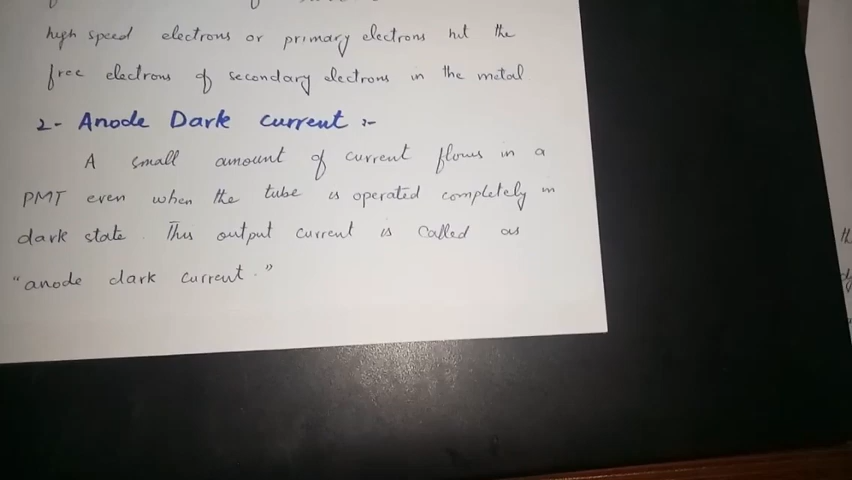 high speed electrons or primary electrons hit the
free electrons of secondary electrons in the metal
2- Anode Dark current :-
A small amount of current flows in a
PMT even when the tube is operated completely in
dark state. This output current is called as
"anode dark current."